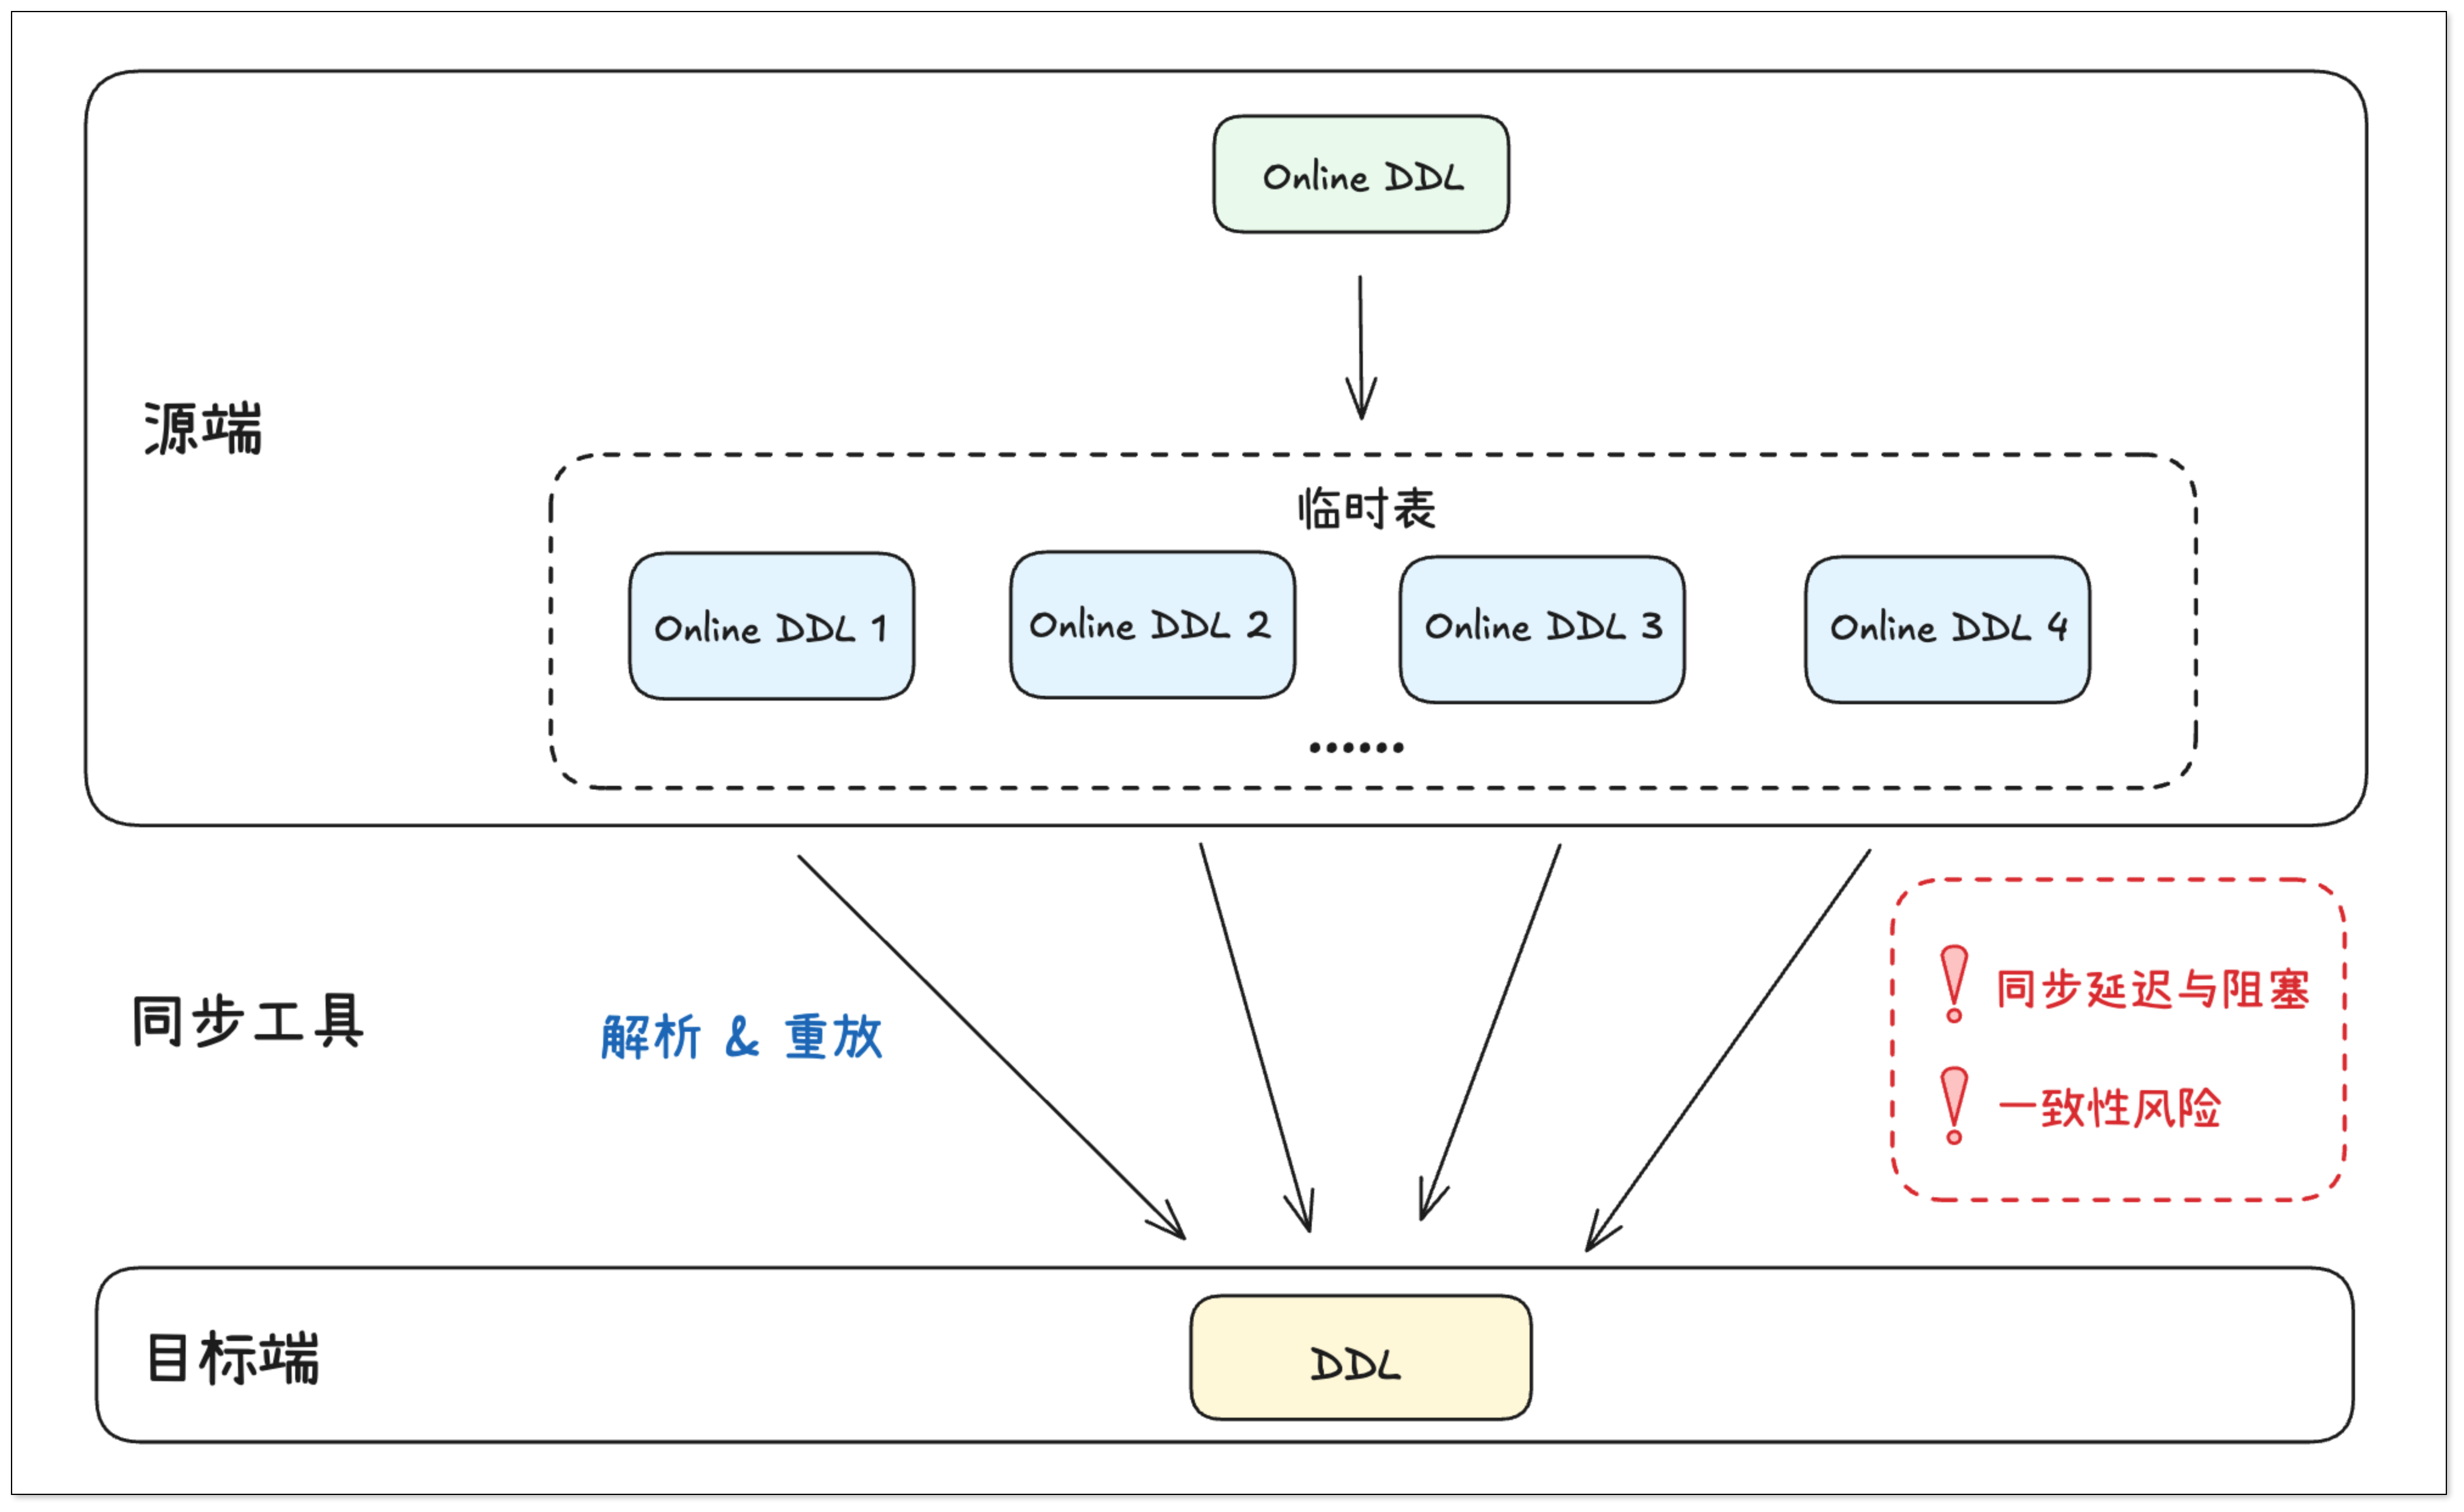 Online DDL
源端
临时表
Online DDL 1
Online DDL 2
Online DDL 3
Online DDL 4
······
同步工具
解析 & 重放
同步延迟与阻塞
一致性风险
目标端
DDL